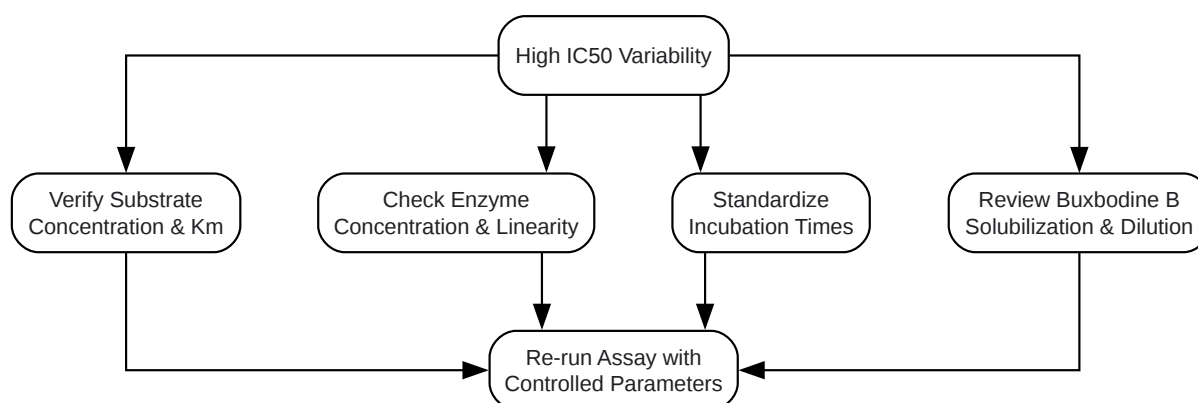 High IC50 Variability
Verify Substrate
Concentration & Km
Check Enzyme
Concentration & Linearity
Standardize
Incubation Times
Review Buxbodine B
Solubilization & Dilution
Re-run Assay with
Controlled Parameters